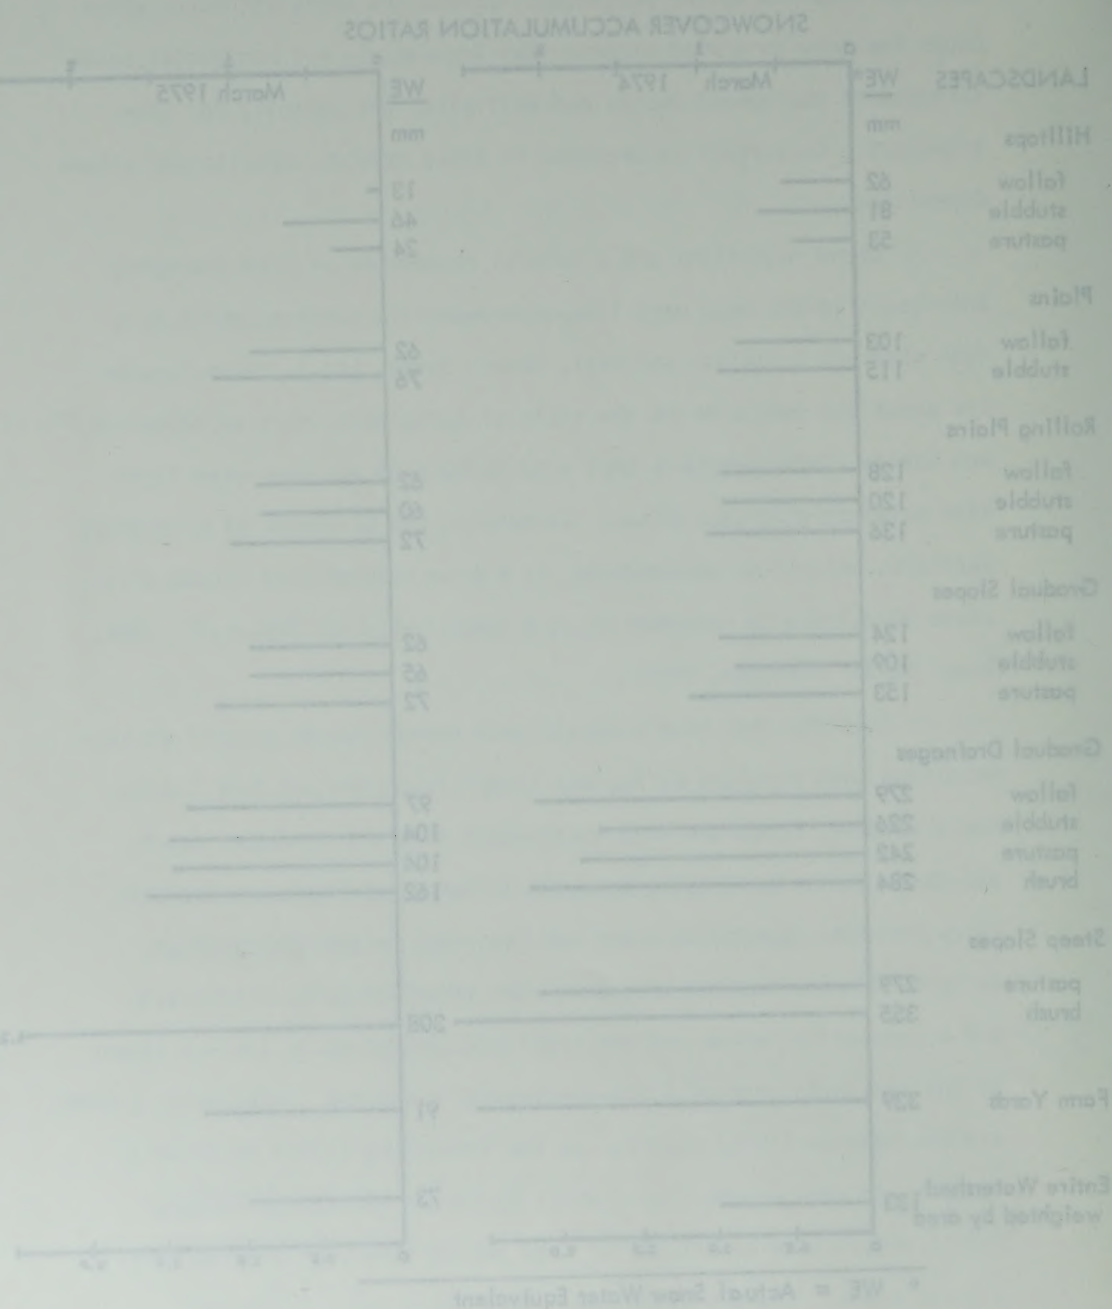 SNOWCOVER ACCUMULATION RATIOS
LANDSCAPES WE* March 1974 WE March 1975
mm mm
Hilltops
fallow 62 13
stubble 81 46
pasture 53 24
Plains
fallow 103 62
stubble 115 76
Rolling Plains
fallow 128 62
stubble 120 60
pasture 136 72
Gradual Slopes
fallow 124 62
stubble 109 65
pasture 153 72
Gradual Drainages
fallow 279 97
stubble 226 104
pasture 242 104
brush 284 162
Steep Slopes
pasture 279
brush 355 308
Farm Yards 339 91
Entire Watershed 133 73
weighted by area
* WE = Actual Snow Water Equivalent